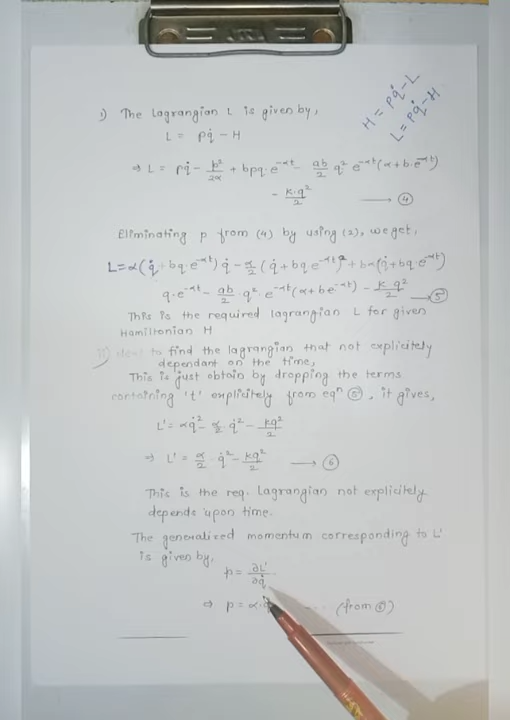 H = Pq̇ - L
L = Pq̇ - H
i) The Lagrangian L is given by,
L = pq̇ - H
⇒ L = pq̇ - p²/2α + bpq·e^-αt - ab/2 q² e^-αt (α + b·e^-αt)
- k·q²/2 ——→ ④
Eliminating p from (4) by using (2), we get,
L = α(q̇ + bq·e^-αt) q̇ - α/2 (q̇ + bq e^-αt)² + bα(q̇ + bq·e^-αt)
q·e^-αt - ab/2 · q² · e^-αt (α + be^-αt) - k·q²/2 ——→ ⑤
This is the required lagrangian L for given
Hamiltonian H
ii) to find the lagrangian that not explicitely
dependant on the time,
This is just obtain by dropping the terms
containing 't' explicitely from eqⁿ ⑤, it gives,
L' = αq̇² - α/2 · q̇² - kq²/2
⇒ L' = α/2 · q̇² - kq²/2 ——→ ⑥
This is the req. Lagrangian not explicitely
depends upon time.
The generalized momentum corresponding to L'
is given by,
p = ∂L'/∂q̇
⇒ p = α·q̇ (from ⑥)